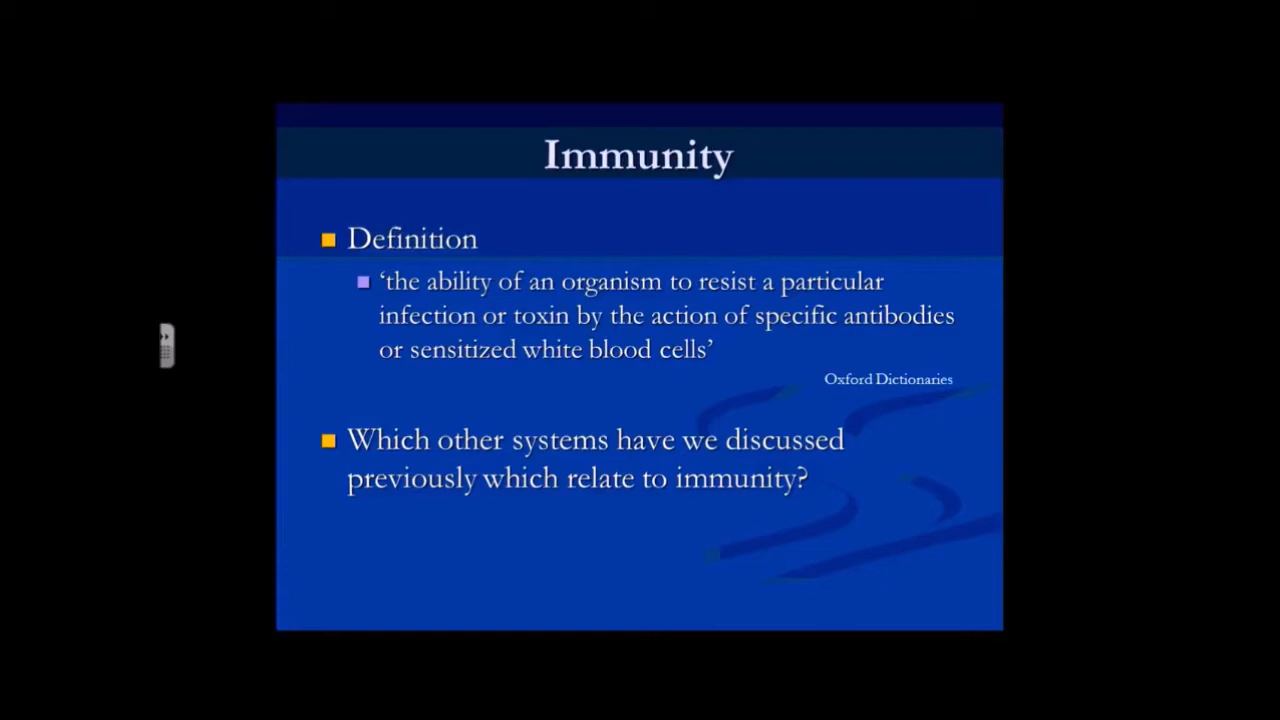 Immunity
Definition
‘the ability of an organism to resist a particular
infection or toxin by the action of specific antibodies
or sensitized white blood cells’
Oxford Dictionaries
Which other systems have we discussed
previously which relate to immunity?